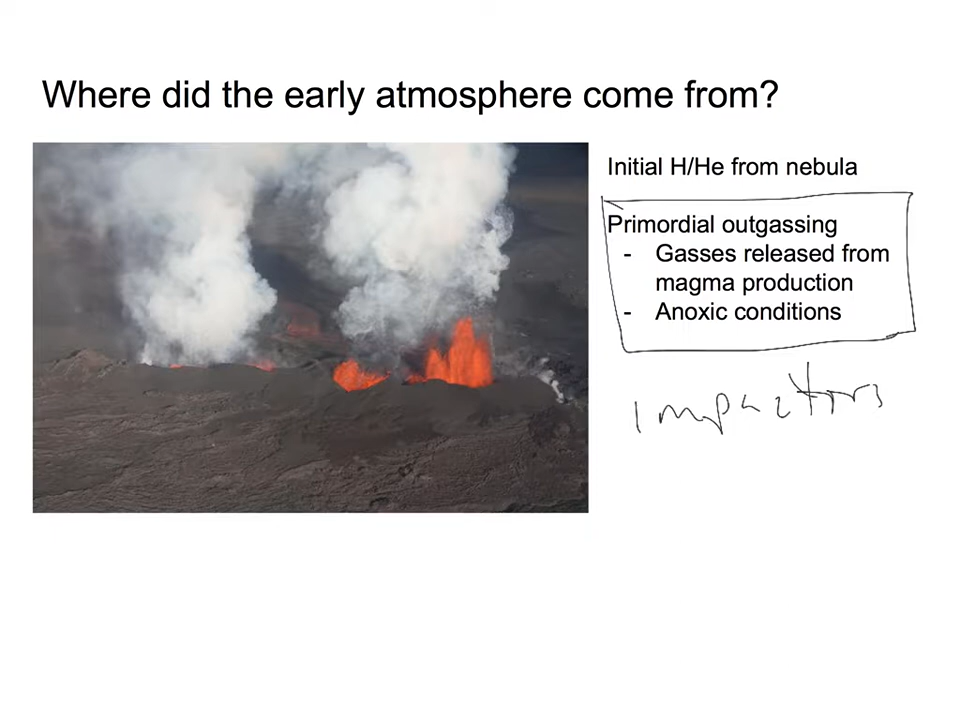 Where did the early atmosphere come from?
Initial H/He from nebula
Primordial outgassing
- Gasses released from
magma production
- Anoxic conditions
Impactors